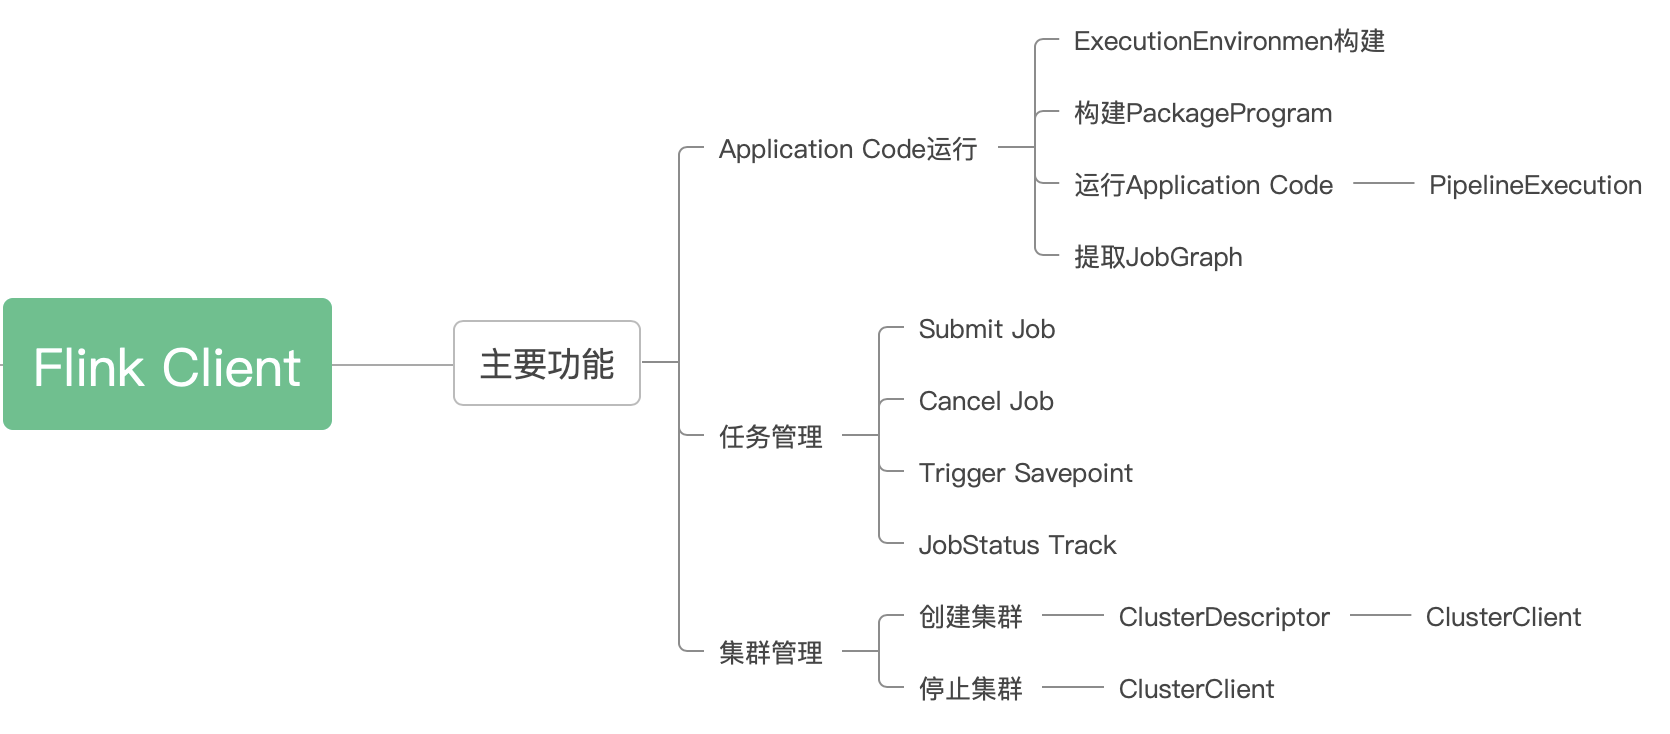 Flink Client
主要功能
Application Code运行
ExecutionEnvironmen构建
构建PackageProgram
运行Application Code
PipelineExecution
提取JobGraph
任务管理
Submit Job
Cancel Job
Trigger Savepoint
JobStatus Track
集群管理
创建集群
ClusterDescriptor
ClusterClient
停止集群
ClusterClient